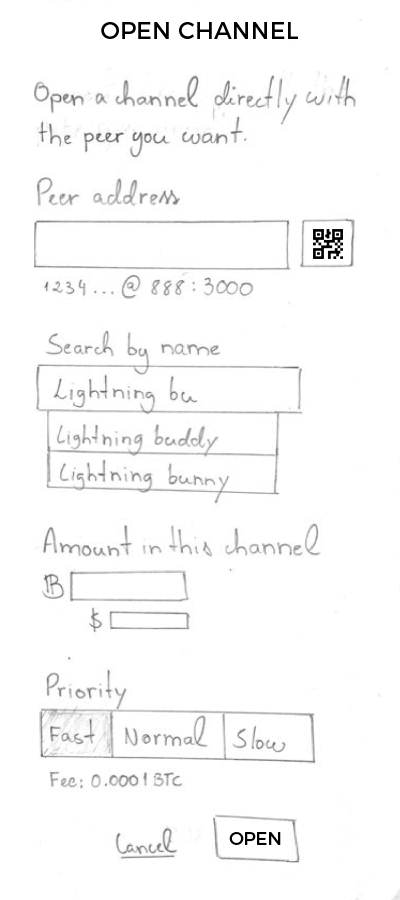 OPEN CHANNEL
Open a channel directly with
the peer you want.
Peer address
1234...@ 888:3000
Search by name
Lightning bu
Lightning buddy
Lightning bunny
Amount in this channel
₿
$
Priority
Fast Normal Slow
Fee: 0.0001 BTC
Cancel OPEN